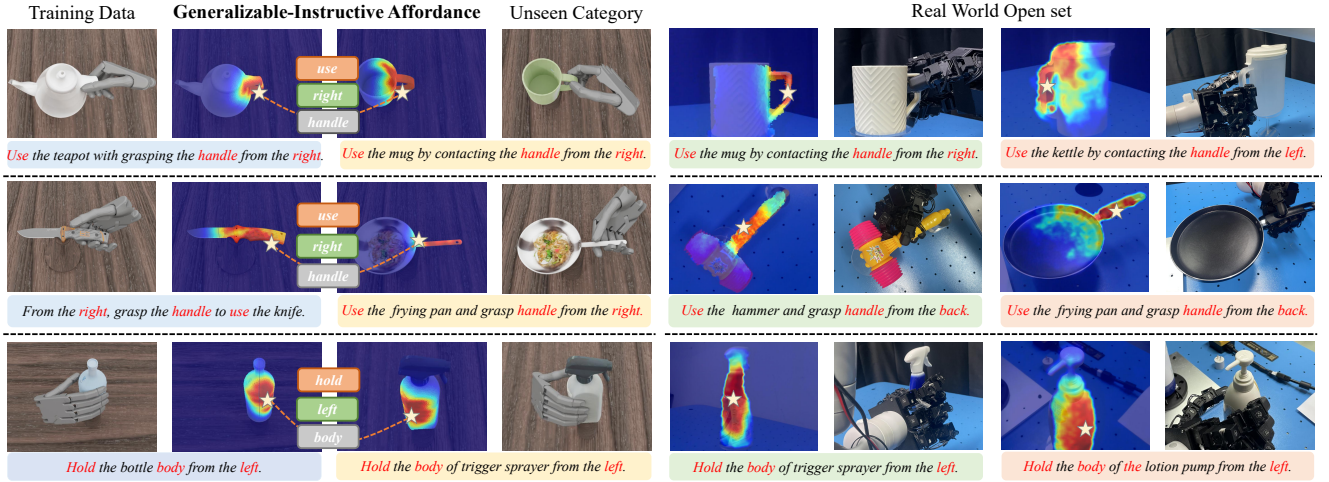 Training Data
Generalizable-Instructive Affordance
Unseen Category
Real World Open set
use
right
handle
Use the teapot with grasping the handle from the right.
Use the mug by contacting the handle from the right.
Use the mug by contacting the handle from the right.
Use the kettle by contacting the handle from the left.
use
right
handle
From the right, grasp the handle to use the knife.
Use the frying pan and grasp handle from the right.
Use the hammer and grasp handle from the back.
Use the frying pan and grasp handle from the back.
hold
left
body
Hold the bottle body from the left.
Hold the body of trigger sprayer from the left.
Hold the body of trigger sprayer from the left.
Hold the body of the lotion pump from the left.